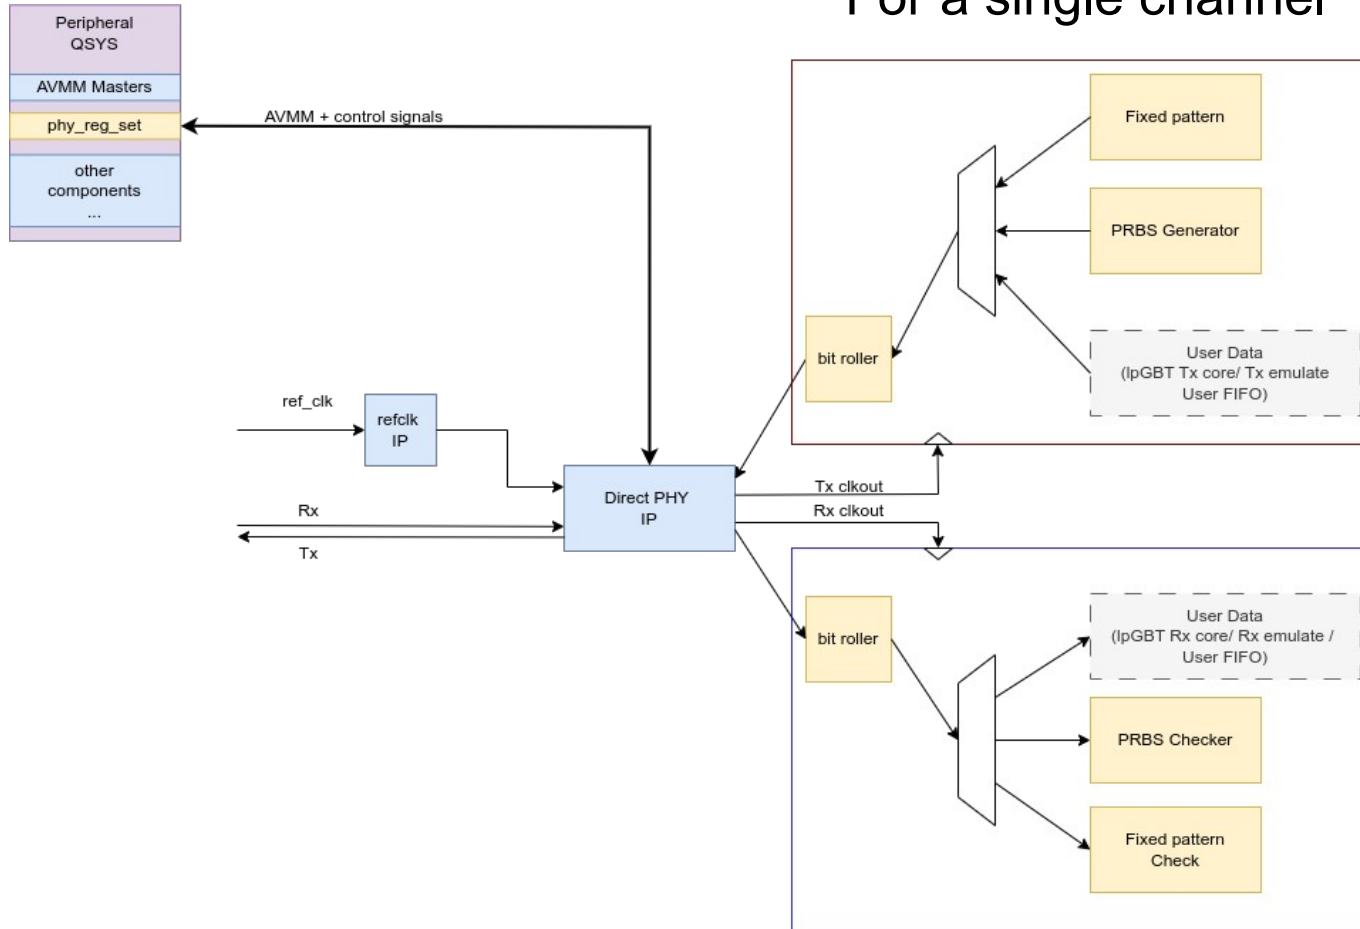 For a single channel
Peripheral
QSYS
AVMM Masters
phy_reg_set
other
components
...
AVMM + control signals
Fixed pattern
PRBS Generator
User Data
(lpGBT Tx core/ Tx emulate
User FIFO)
bit roller
ref_clk
refclk
IP
Rx
Tx
Direct PHY
IP
Tx clkout
Rx clkout
bit roller
User Data
(lpGBT Rx core/ Rx emulate /
User FIFO)
PRBS Checker
Fixed pattern
Check